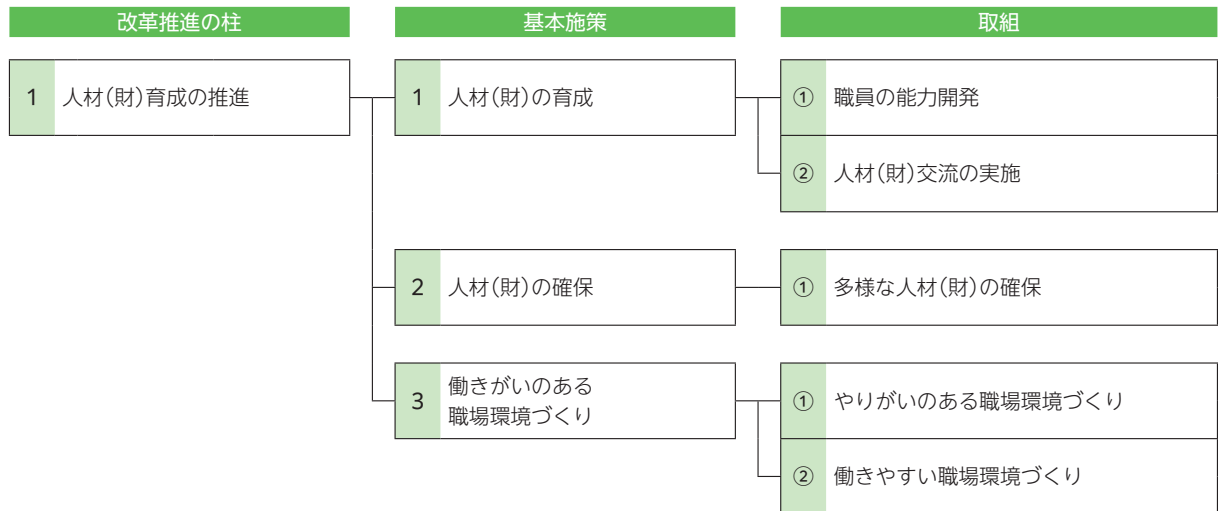 改革推進の柱
基本施策
取組
1 人材(財)育成の推進
1 人材(財)の育成
① 職員の能力開発
② 人材(財)交流の実施
2 人材(財)の確保
① 多様な人材(財)の確保
3 働きがいのある
職場環境づくり
① やりがいのある職場環境づくり
② 働きやすい職場環境づくり